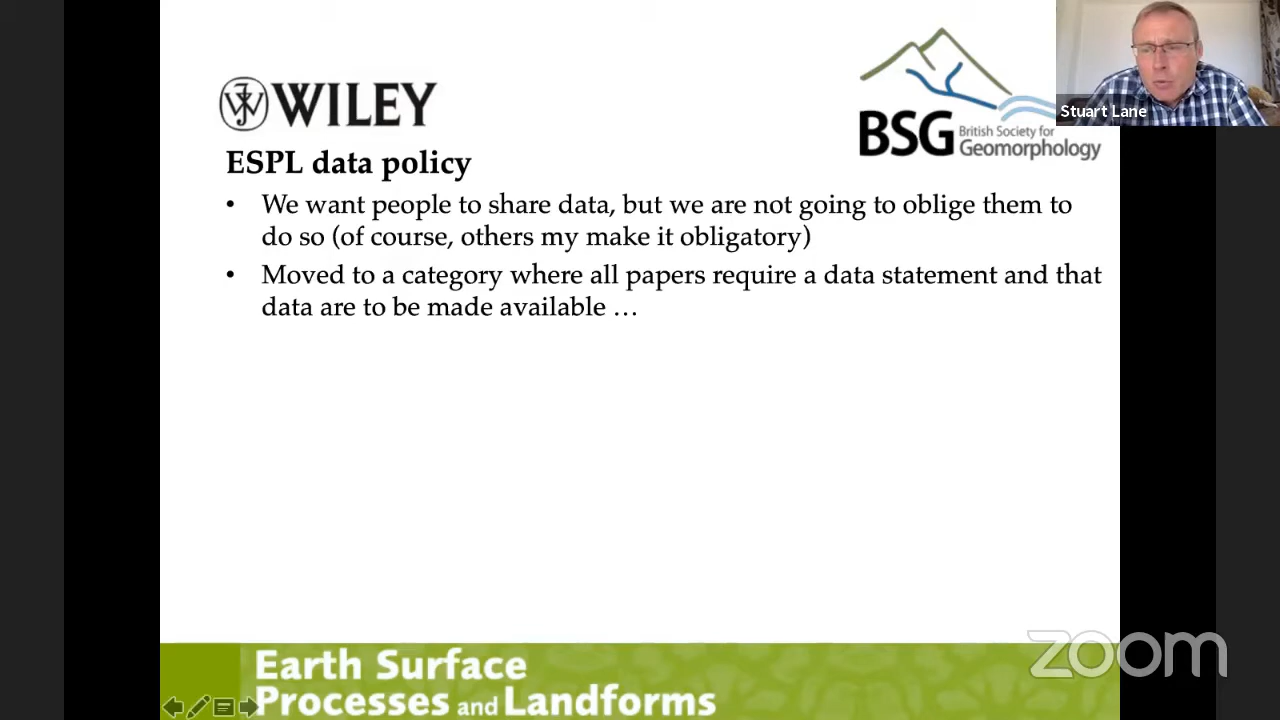 WILEY
BSG British Society for
Geomorphology
Stuart Lane
ESPL data policy
• We want people to share data, but we are not going to oblige them to
do so (of course, others my make it obligatory)
• Moved to a category where all papers require a data statement and that
data are to be made available …
Earth Surface
Processes and Landforms
zoom